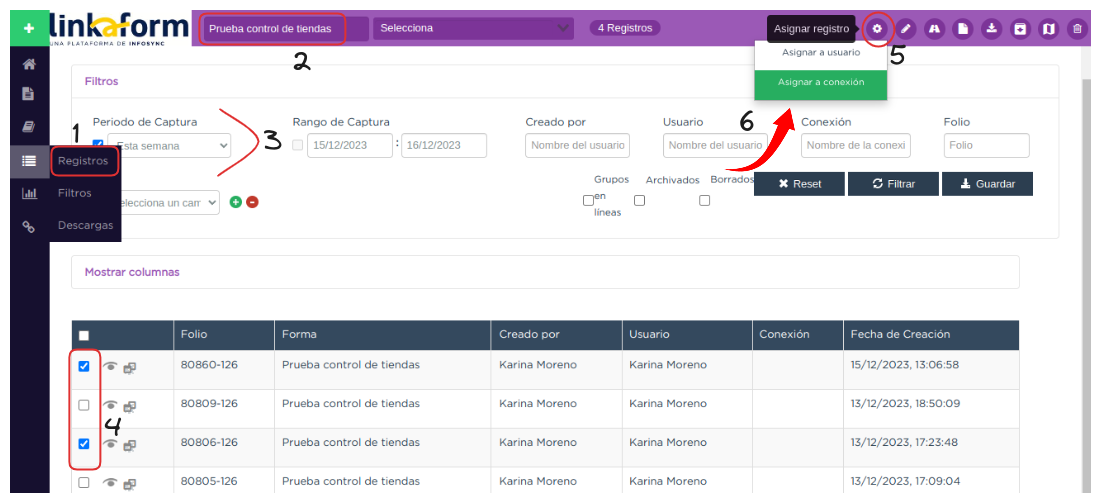 +
linkaform
UNA PLATAFORMA DE INFOSYNC
Prueba control de tiendas
Selecciona
4 Registros
Asignar registro
5
2
Asignar a usuario
Asignar a conexión
Filtros
1
Periodo de Captura
3
Rango de Captura
Creado por
Usuario
6
Conexión
Folio
Esta semana
15/12/2023
:
16/12/2023
Nombre del usuario
Nombre del usuario
Nombre de la conexi
Folio
Registros
Filtros
Descargas
elecciona un cam
Grupos
en
líneas
Archivados
Borrados
Reset
Filtrar
Guardar
Mostrar columnas
Folio Forma Creado por Usuario Conexión Fecha de Creación
80860-126 Prueba control de tiendas Karina Moreno Karina Moreno 15/12/2023, 13:06:58
80809-126 Prueba control de tiendas Karina Moreno Karina Moreno 13/12/2023, 18:50:09
4
80806-126 Prueba control de tiendas Karina Moreno Karina Moreno 13/12/2023, 17:23:48
80805-126 Prueba control de tiendas Karina Moreno Karina Moreno 13/12/2023, 17:09:04